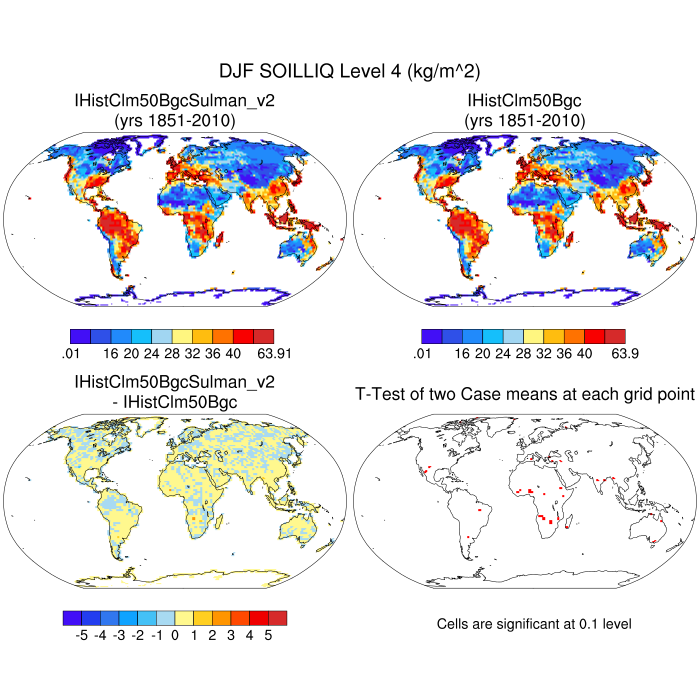 DJF SOILLIQ Level 4 (kg/m^2)
IHistClm50BgcSulman_v2
(yrs 1851-2010)
IHistClm50Bgc
(yrs 1851-2010)
.01 16 20 24 28 32 36 40 63.91
.01 16 20 24 28 32 36 40 63.9
IHistClm50BgcSulman_v2
- IHistClm50Bgc
T-Test of two Case means at each grid point
-5 -4 -3 -2 -1 0 1 2 3 4 5
Cells are significant at 0.1 level